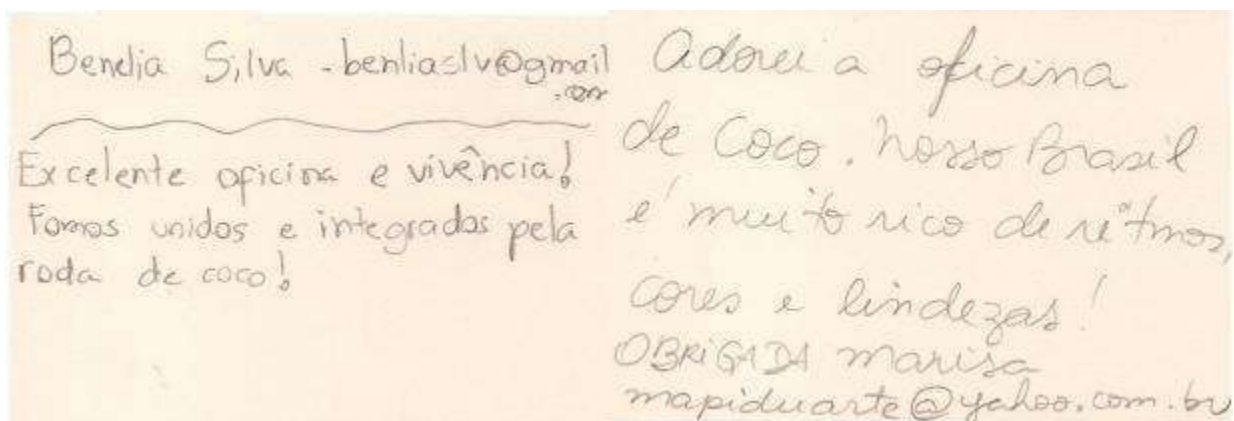 Benelia Silva - benliaslv@gmail
.com
Excelente oficina e vivência!
Fomos unidos e integrados pela
roda de coco!
Adorei a oficina
de Coco. Nosso Brasil
é muito rico de ritmos,
cores e lindezas!
OBRIGADA Marisa
mapiduarte@yahoo.com.br